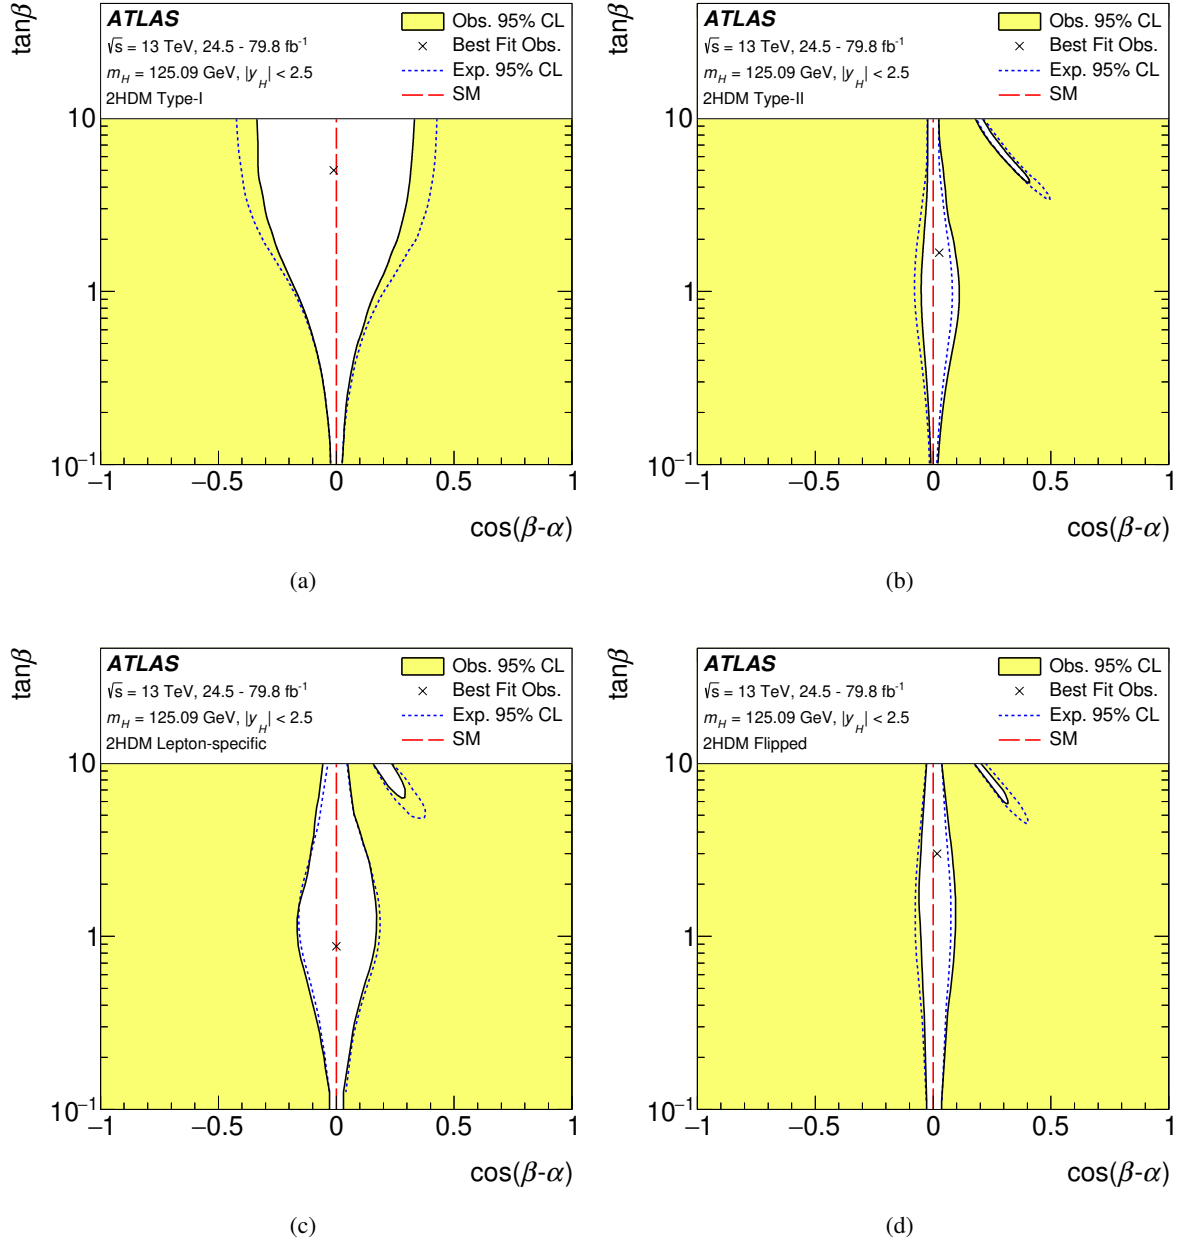 tanβ
ATLAS
√s = 13 TeV, 24.5 - 79.8 fb⁻¹
m_H = 125.09 GeV, |y_H| < 2.5
2HDM Type-I
Obs. 95% CL
Best Fit Obs.
Exp. 95% CL
SM
10
1
10⁻¹
−1 −0.5 0 0.5 1
cos(β-α)
(a)
tanβ
ATLAS
√s = 13 TeV, 24.5 - 79.8 fb⁻¹
m_H = 125.09 GeV, |y_H| < 2.5
2HDM Type-II
Obs. 95% CL
Best Fit Obs.
Exp. 95% CL
SM
10
1
10⁻¹
−1 −0.5 0 0.5 1
cos(β-α)
(b)
tanβ
ATLAS
√s = 13 TeV, 24.5 - 79.8 fb⁻¹
m_H = 125.09 GeV, |y_H| < 2.5
2HDM Lepton-specific
Obs. 95% CL
Best Fit Obs.
Exp. 95% CL
SM
10
1
10⁻¹
−1 −0.5 0 0.5 1
cos(β-α)
(c)
tanβ
ATLAS
√s = 13 TeV, 24.5 - 79.8 fb⁻¹
m_H = 125.09 GeV, |y_H| < 2.5
2HDM Flipped
Obs. 95% CL
Best Fit Obs.
Exp. 95% CL
SM
10
1
10⁻¹
−1 −0.5 0 0.5 1
cos(β-α)
(d)